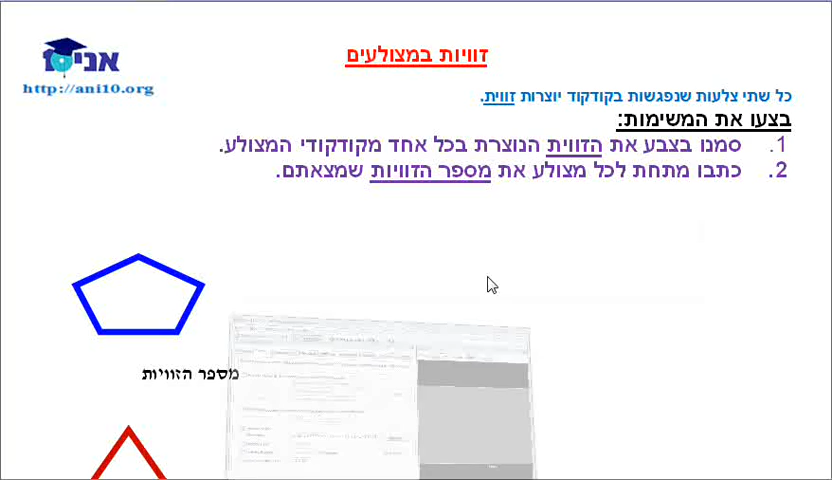 אני10
http://ani10.org
זוויות במצולעים
כל שתי צלעות שנפגשות בקודקוד יוצרות זווית.
בצעו את המשימות:
1. סמנו בצבע את הזווית הנוצרת בכל אחד מקודקודי המצולע.
2. כתבו מתחת לכל מצולע את מספר הזוויות שמצאתם.
מספר הזוויות